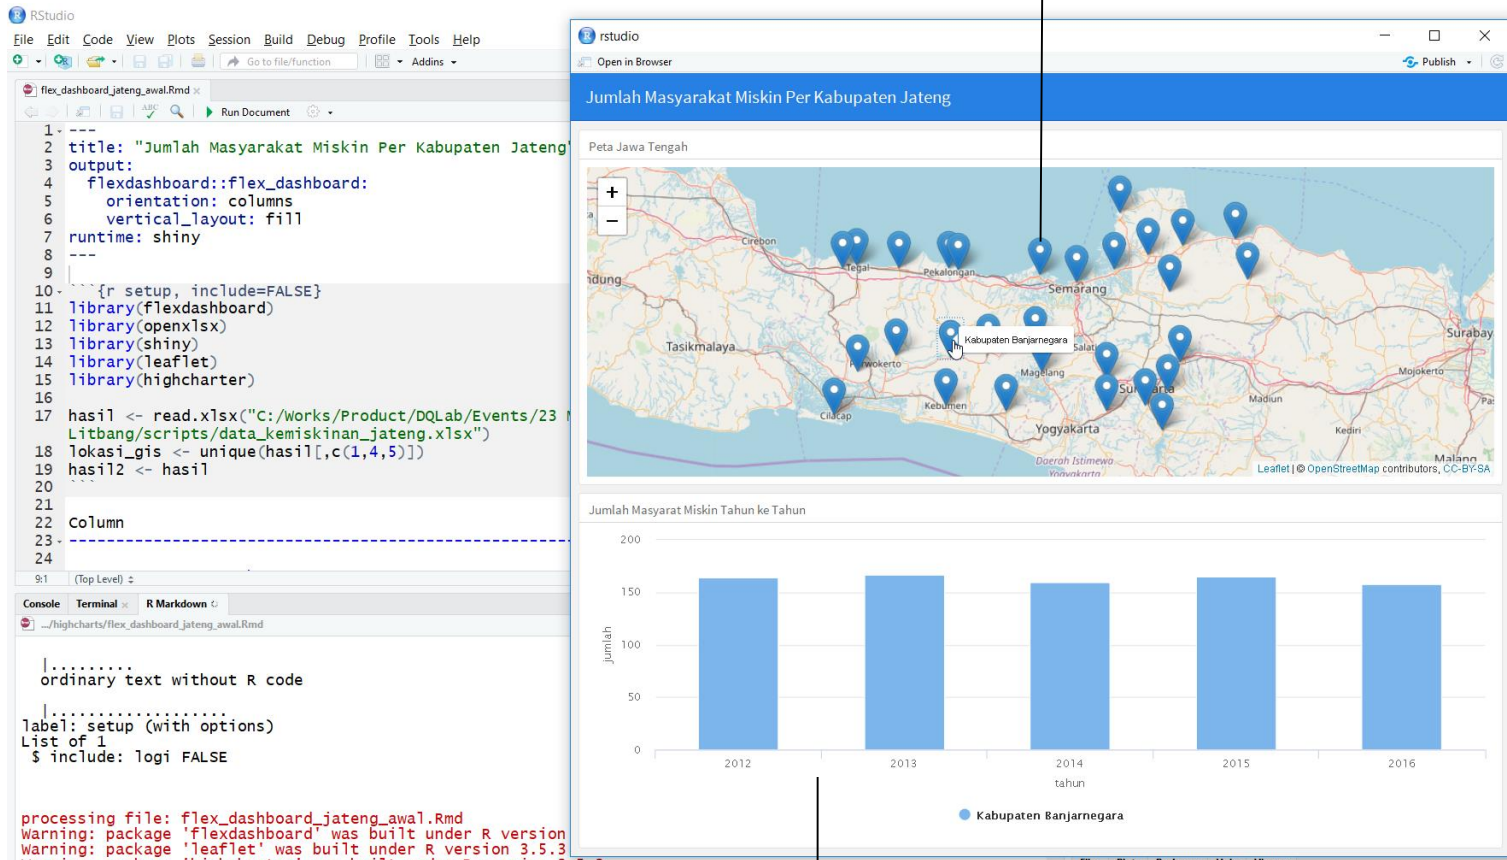 RStudio
File Edit Code View Plots Session Build Debug Profile Tools Help
Go to file/function Addins
flex_dashboard_jateng_awal.Rmd
ABC Run Document
1 ---
2 title: "Jumlah Masyarakat Miskin Per Kabupaten Jateng"
3 output:
4 flexdashboard::flex_dashboard:
5 orientation: columns
6 vertical_layout: fill
7 runtime: shiny
8 ---
9
10 ```{r setup, include=FALSE}
11 library(flexdashboard)
12 library(openxlsx)
13 library(shiny)
14 library(leaflet)
15 library(highcharter)
16
17 hasil <- read.xlsx("C:/Works/Product/DQLab/Events/23
Litbang/scripts/data_kemiskinan_jateng.xlsx")
18 lokasi_gis <- unique(hasil[,c(1,4,5)])
19 hasil2 <- hasil
20 ```
21
22 Column
23 -----------------------------------------------------
24
9:1 (Top Level)
Console Terminal R Markdown
.../highcharts/flex_dashboard_jateng_awal.Rmd
|.........
ordinary text without R code
|...................
label: setup (with options)
List of 1
$ include: logi FALSE
processing file: flex_dashboard_jateng_awal.Rmd
Warning: package 'flexdashboard' was built under R version
Warning: package 'leaflet' was built under R version 3.5.3
rstudio
Open in Browser Publish
Jumlah Masyarakat Miskin Per Kabupaten Jateng
Peta Jawa Tengah
+
−
Cirebon
Tegal
Pekalongan
Semarang
Surabay
Tasikmalaya
Kabupaten Banjarnegara
Salati
Magelang
Mojokerto
Cilacap
Kebumen
Madiun
Yogyakarta
Kediri
Daerah Istimewa
Yogyakarta
Malang
Leaflet | © OpenStreetMap contributors, CC-BY-SA
Jumlah Masyarat Miskin Tahun ke Tahun
200
150
100
50
0
jumlah
2012 2013 2014 2015 2016
tahun
Kabupaten Banjarnegara